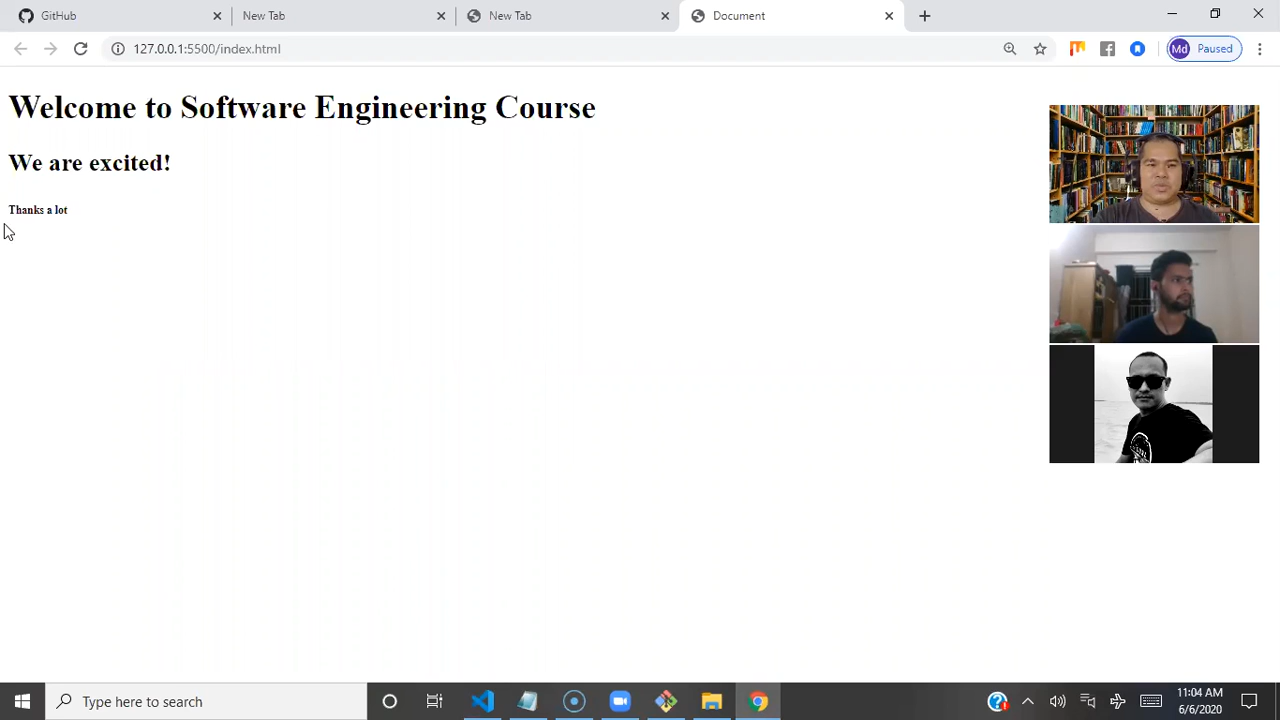 GitHub
New Tab
New Tab
Document
127.0.0.1:5500/index.html
Md Paused
Welcome to Software Engineering Course
We are excited!
Thanks a lot
Type here to search
11:04 AM
6/6/2020